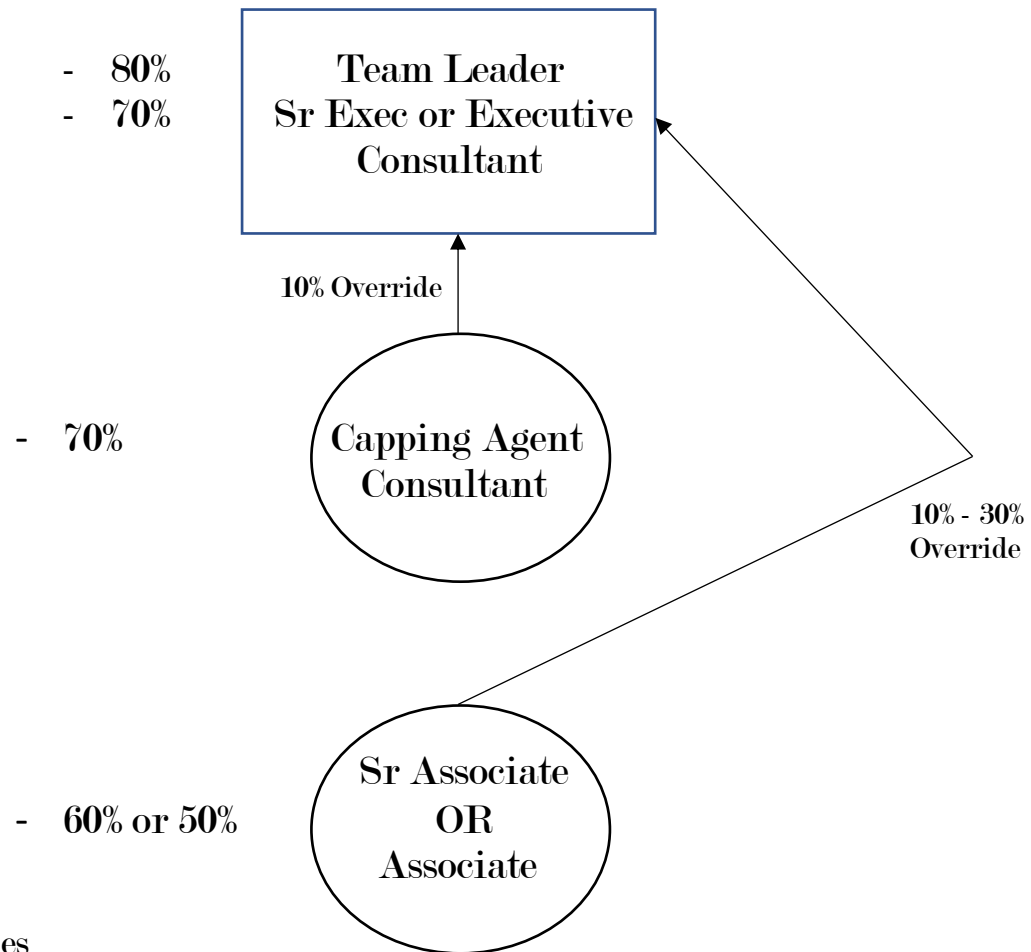 - 80%
- 70%
Team Leader
Sr Exec or Executive
Consultant
10% Override
- 70%
Capping Agent
Consultant
10% - 30%
Override
- 60% or 50%
Sr Associate
OR
Associate
es